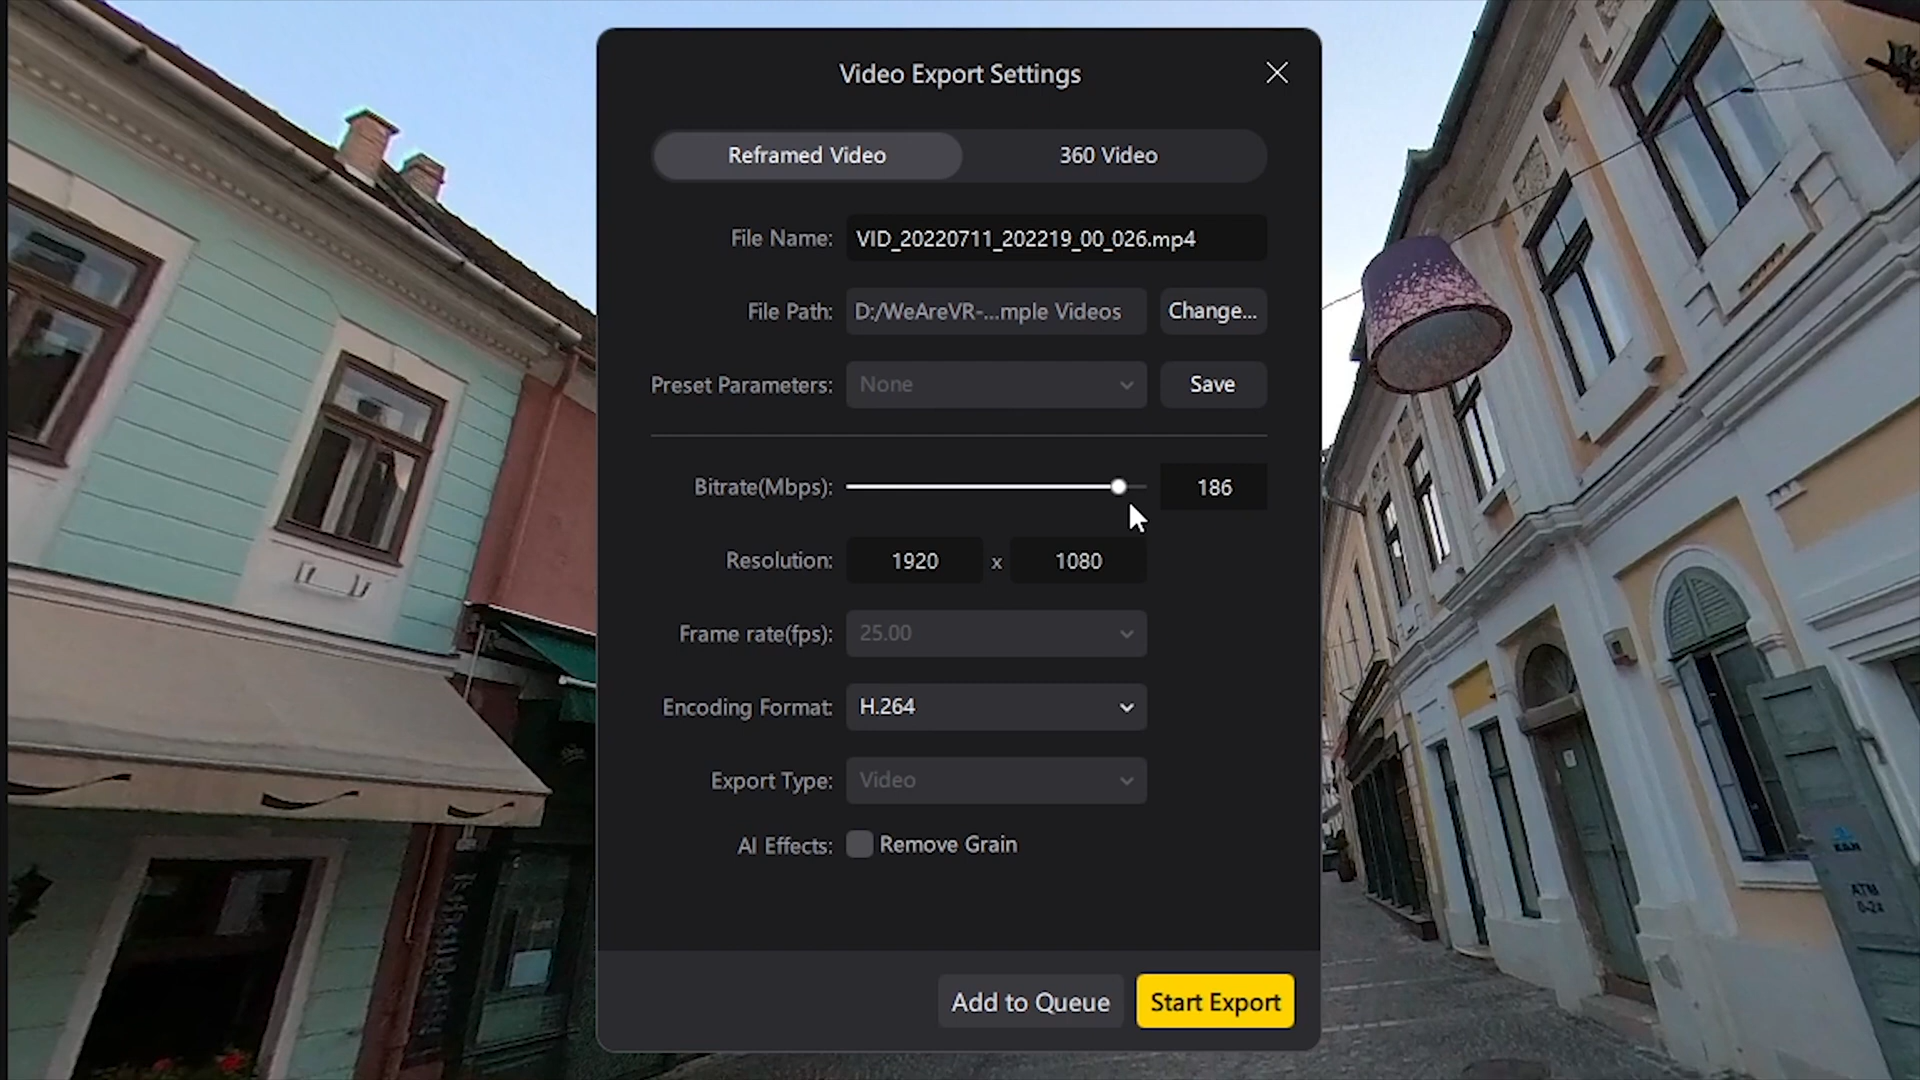 Video Export Settings
Reframed Video 360 Video
File Name: VID_20220711_202219_00_026.mp4
File Path: D:/WeAreVR-...mple Videos Change...
Preset Parameters: None Save
Bitrate(Mbps): 186
Resolution: 1920 x 1080
Frame rate(fps): 25.00
Encoding Format: H.264
Export Type: Video
AI Effects: Remove Grain
Add to Queue Start Export
ATM